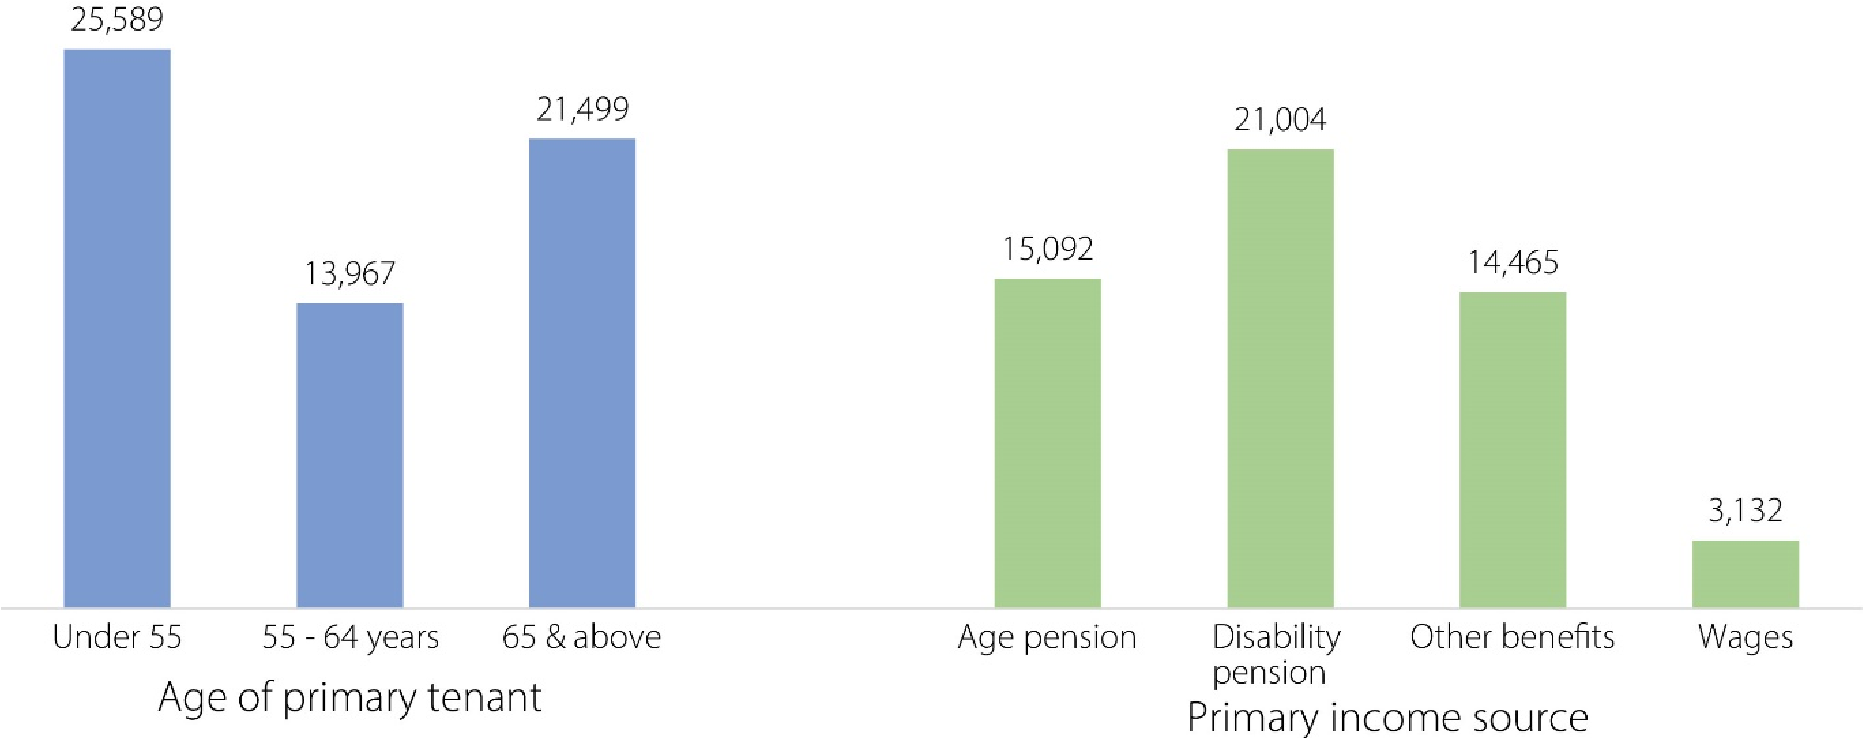 25,589
13,967
21,499
Under 55
55 - 64 years
65 & above
Age of primary tenant
15,092
21,004
14,465
3,132
Age pension
Disability
pension
Other benefits
Wages
Primary income source